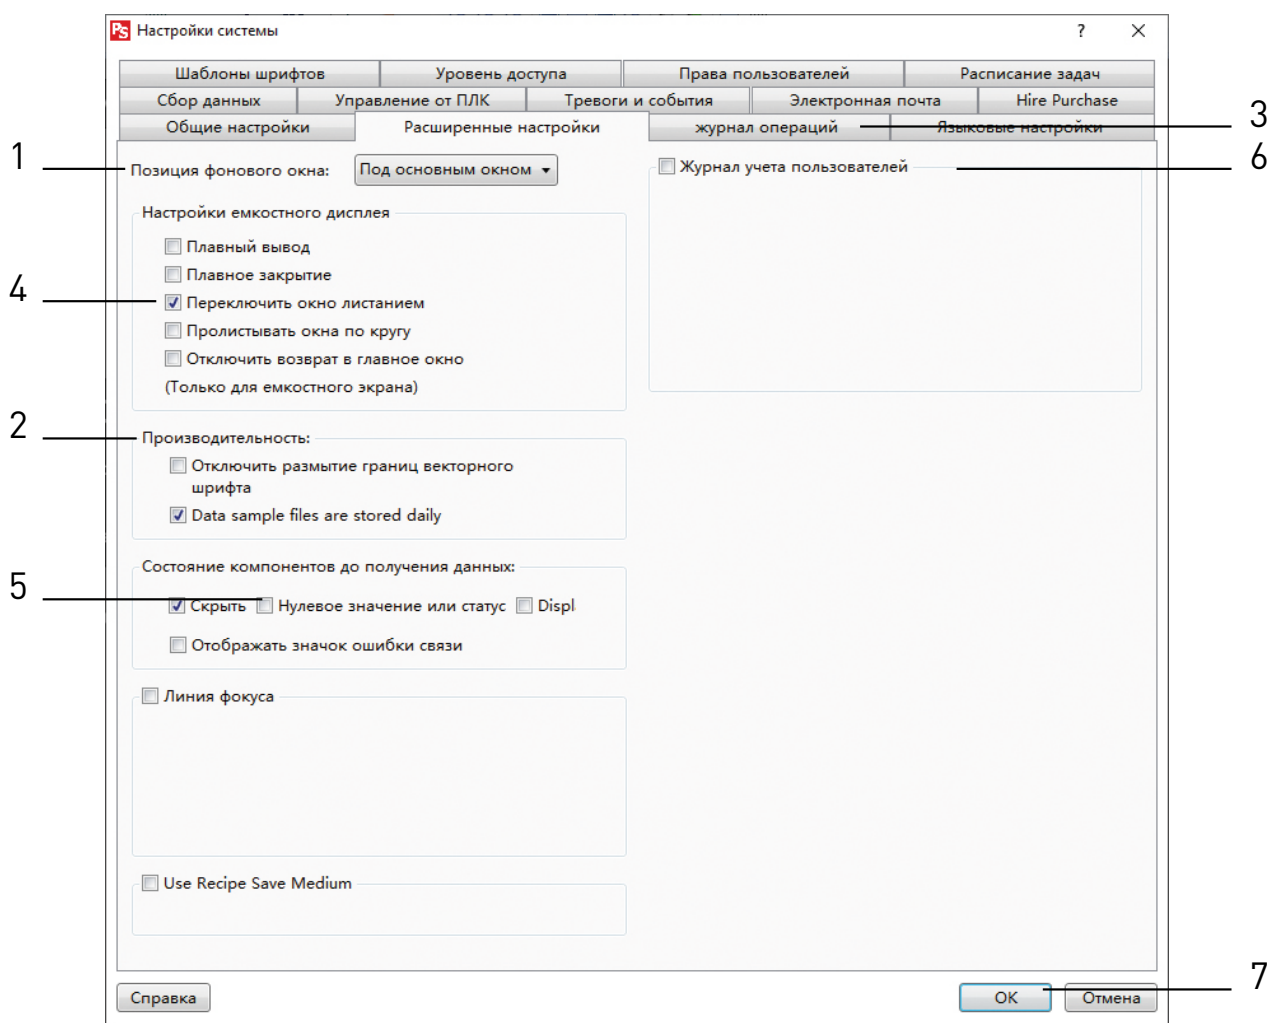 PS Настройки системы ?
Шаблоны шрифтов Уровень доступа Права пользователей Расписание задач
Сбор данных Управление от ПЛК Тревоги и события Электронная почта Hire Purchase
Общие настройки Расширенные настройки журнал операций Языковые настройки 3
1 Позиция фонового окна: Под основным окном Журнал учета пользователей 6
Настройки емкостного дисплея
Плавный вывод
Плавное закрытие
4 Переключить окно листанием
Пролистывать окна по кругу
Отключить возврат в главное окно
(Только для емкостного экрана)
2 Производительность:
Отключить размытие границ векторного
шрифта
Data sample files are stored daily
Состояние компонентов до получения данных:
5 Скрыть Нулевое значение или статус Displ
Отображать значок ошибки связи
Линия фокуса
Use Recipe Save Medium
Справка OK Отмена 7